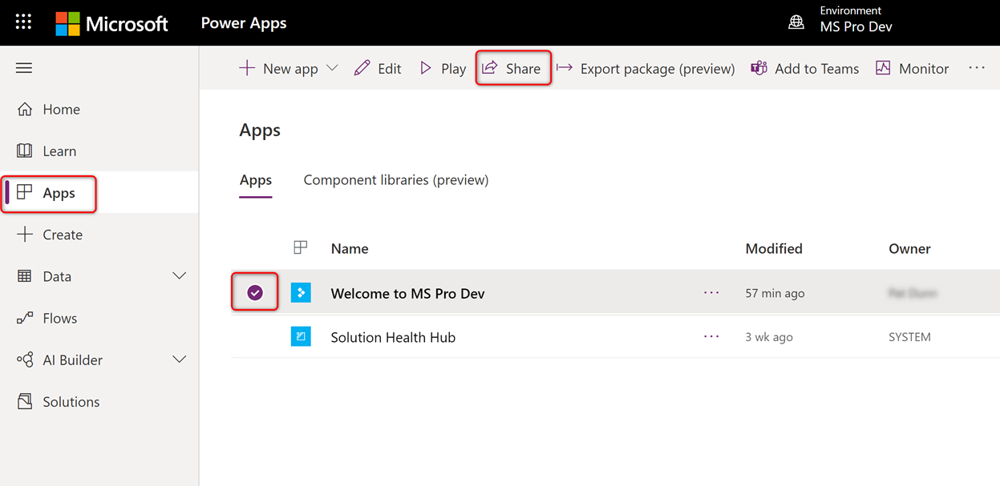 Microsoft
Power Apps
Environment
MS Pro Dev
New app
Edit
Play
Share
Export package (preview)
Add to Teams
Monitor
Home
Learn
Apps
Create
Data
Flows
AI Builder
Solutions
Apps
Apps
Component libraries (preview)
Name
Modified
Owner
Welcome to MS Pro Dev
57 min ago
Solution Health Hub
3 wk ago
SYSTEM